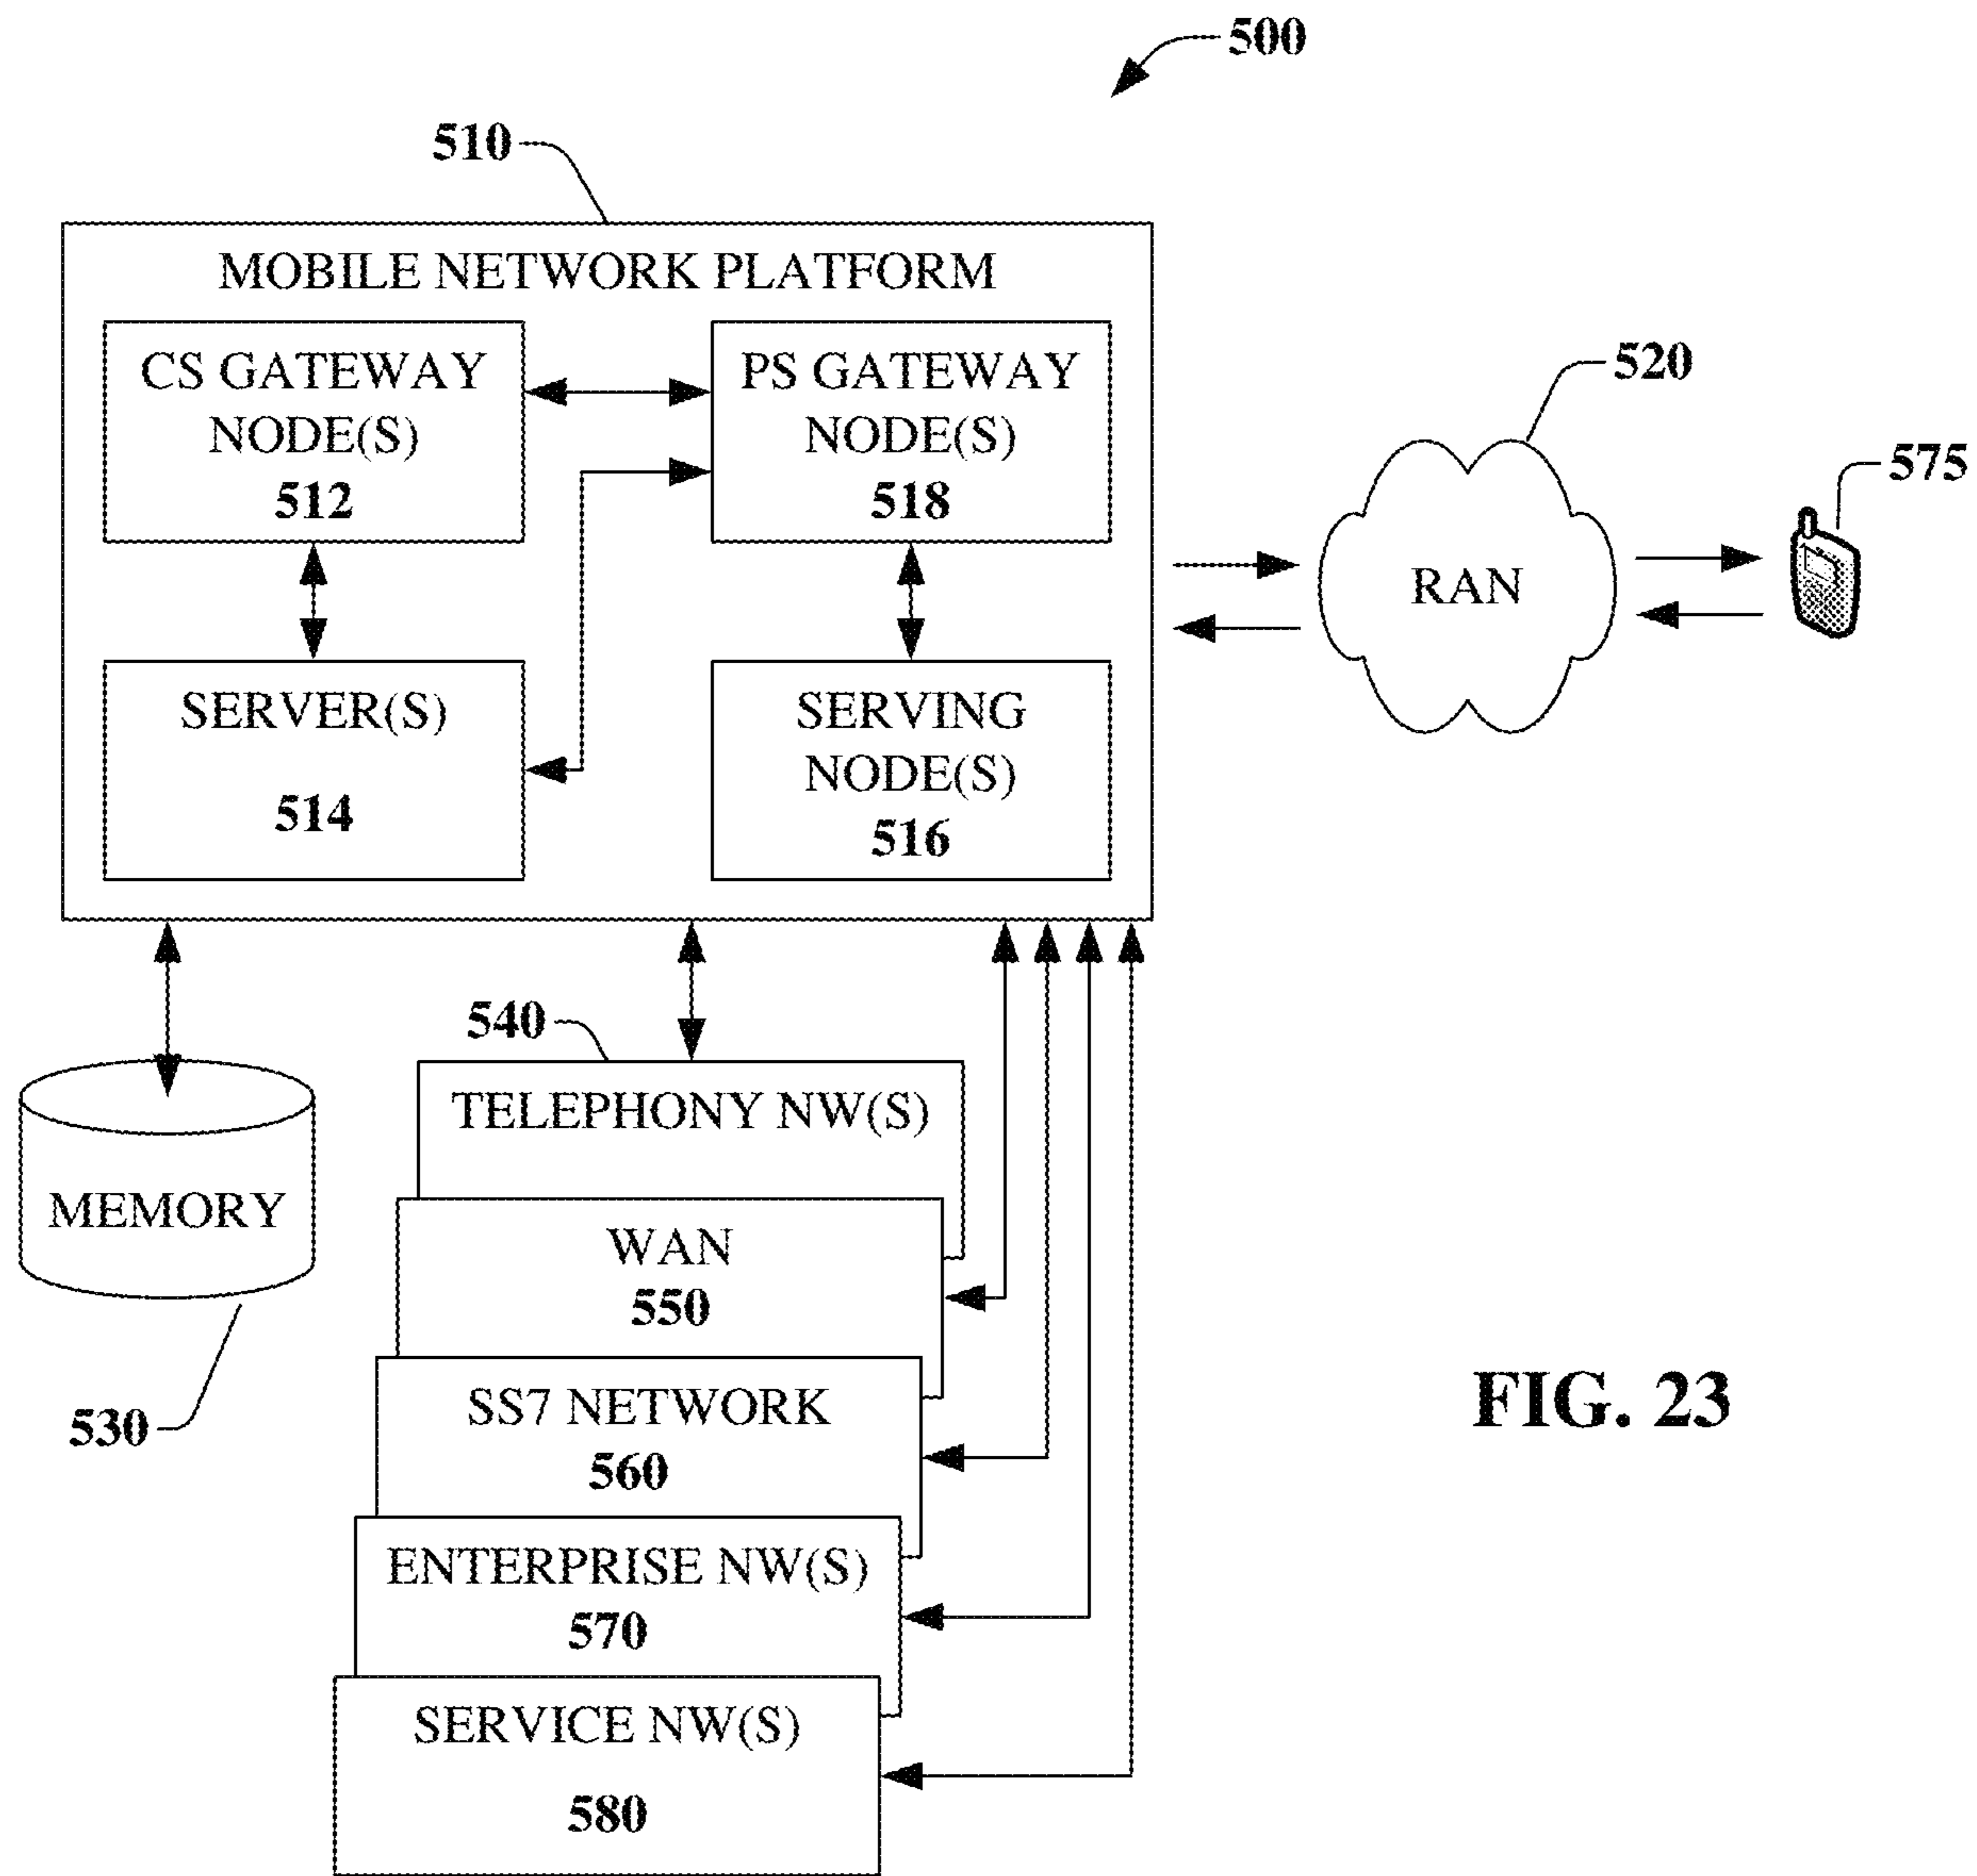 500
510
MOBILE NETWORK PLATFORM
CS GATEWAY
NODE(S)
512
PS GATEWAY
NODE(S)
518
SERVER(S)
514
SERVING
NODE(S)
516
520
RAN
575
540
TELEPHONY NW(S)
MEMORY
530
WAN
550
SS7 NETWORK
560
ENTERPRISE NW(S)
570
SERVICE NW(S)
580
FIG. 23